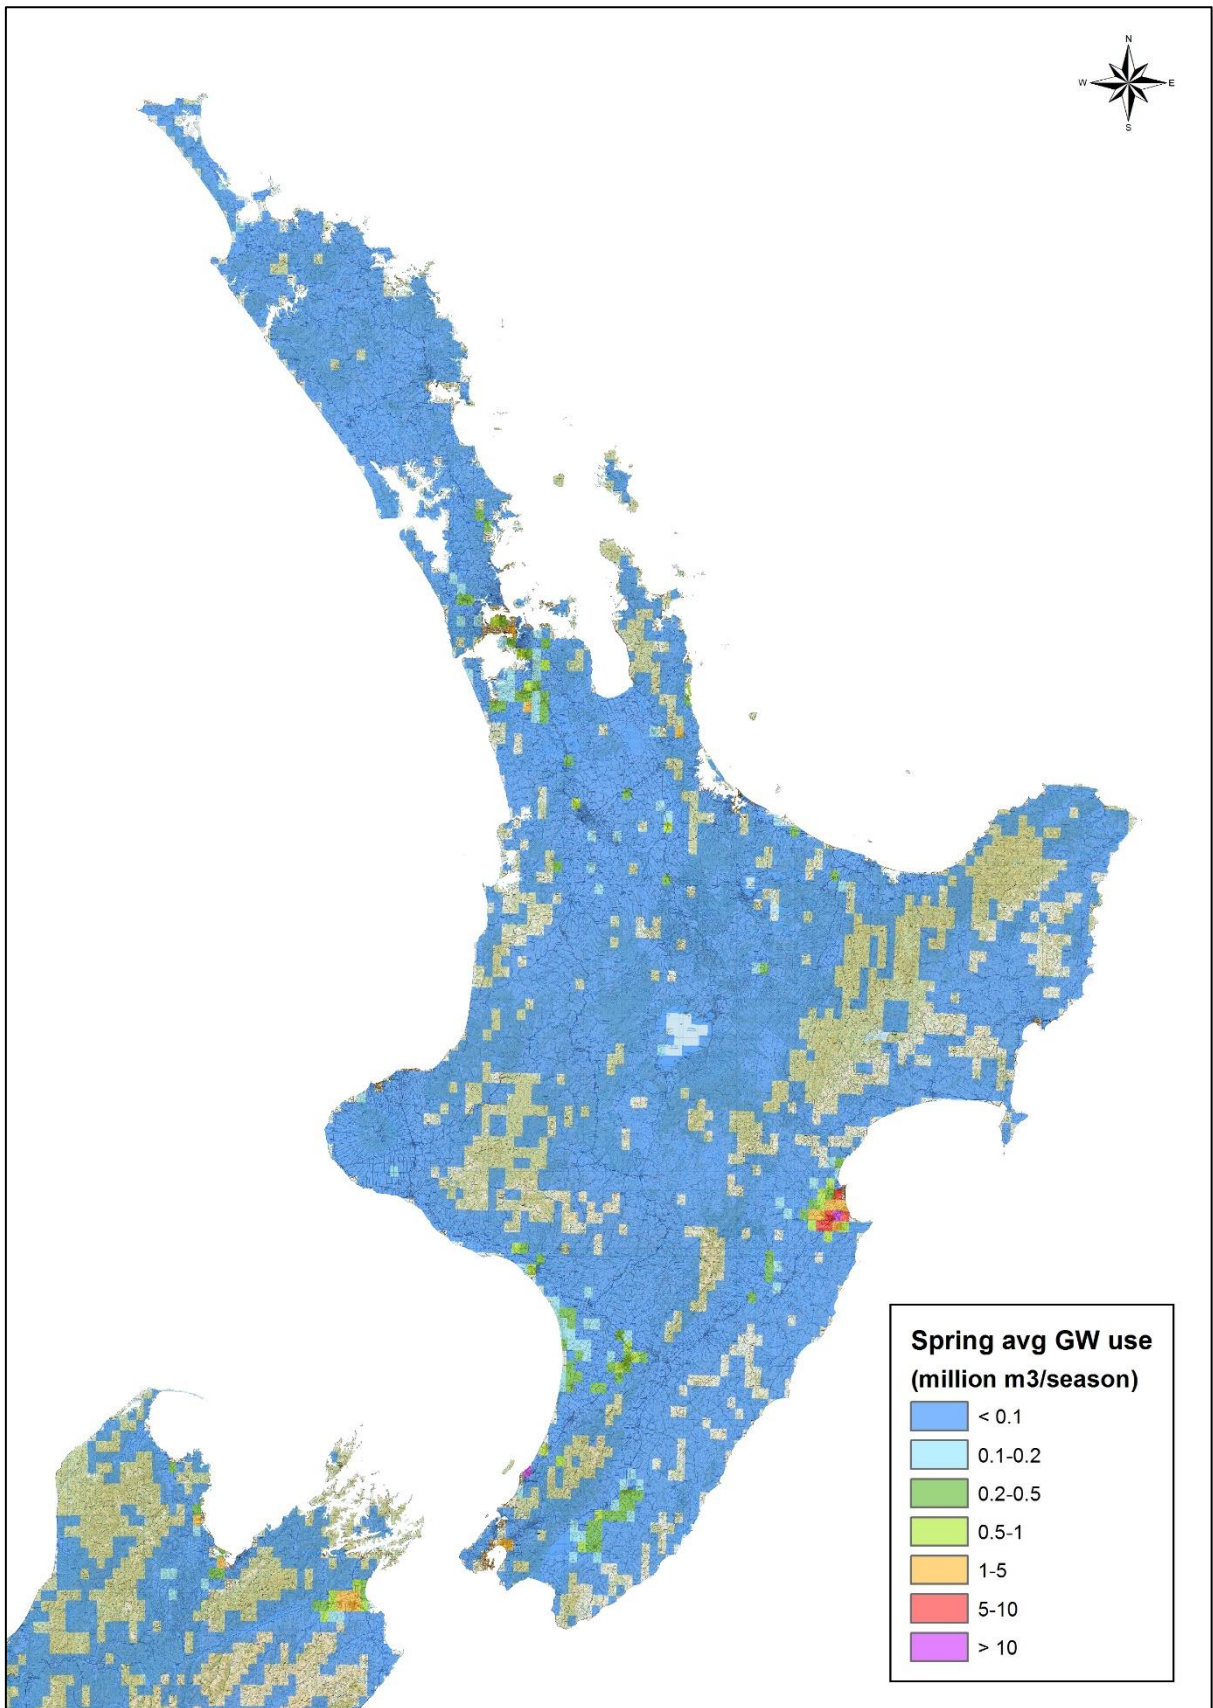 N
W E
S
Spring avg GW use
(million m3/season)
< 0.1
0.1-0.2
0.2-0.5
0.5-1
1-5
5-10
> 10